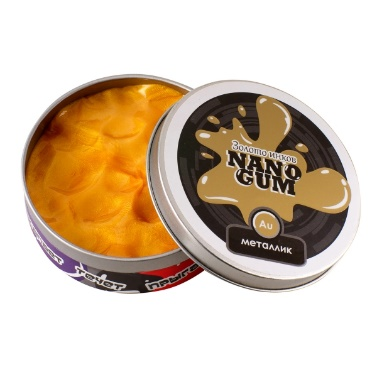 Золото инков
NANO
GUM
Au
металлик
течет